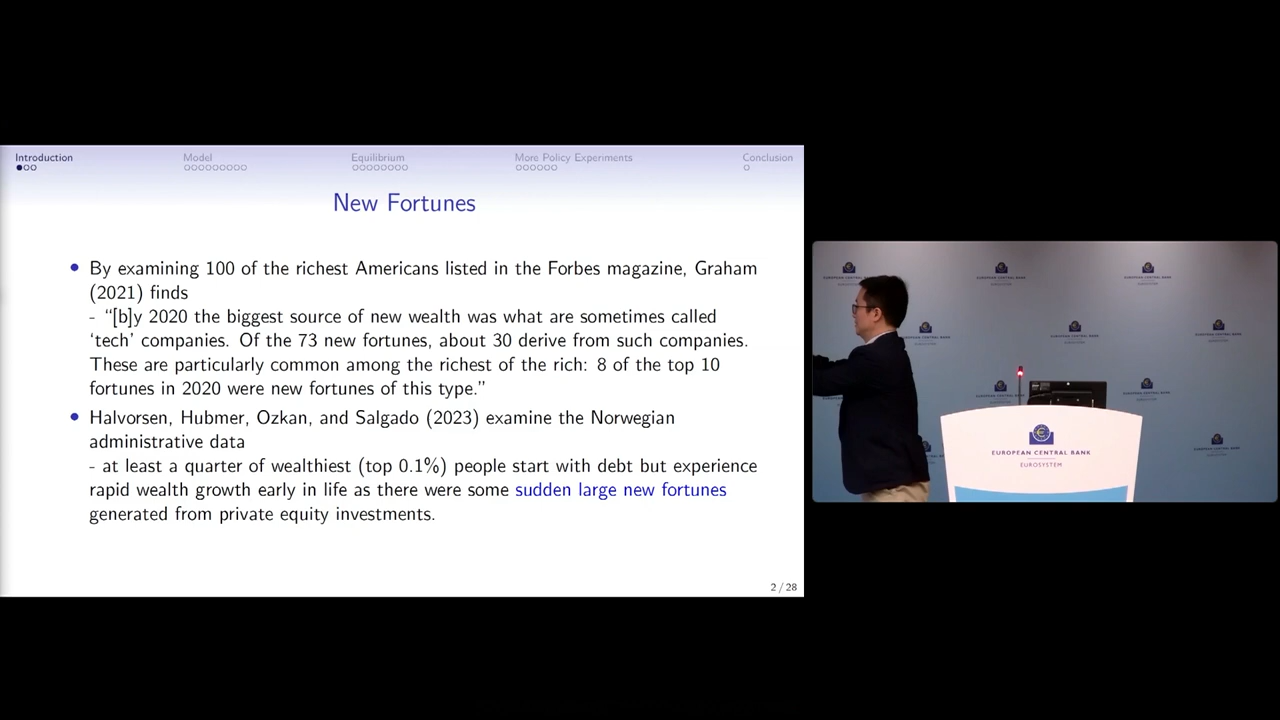 Introduction
Model
Equilibrium
More Policy Experiments
Conclusion
New Fortunes
• By examining 100 of the richest Americans listed in the Forbes magazine, Graham
(2021) finds
- “[b]y 2020 the biggest source of new wealth was what are sometimes called
‘tech’ companies. Of the 73 new fortunes, about 30 derive from such companies.
These are particularly common among the richest of the rich: 8 of the top 10
fortunes in 2020 were new fortunes of this type.”
• Halvorsen, Hubmer, Ozkan, and Salgado (2023) examine the Norwegian
administrative data
- at least a quarter of wealthiest (top 0.1%) people start with debt but experience
rapid wealth growth early in life as there were some sudden large new fortunes
generated from private equity investments.
2 / 28
EUROPEAN CENTRAL BANK
EUROSYSTEM